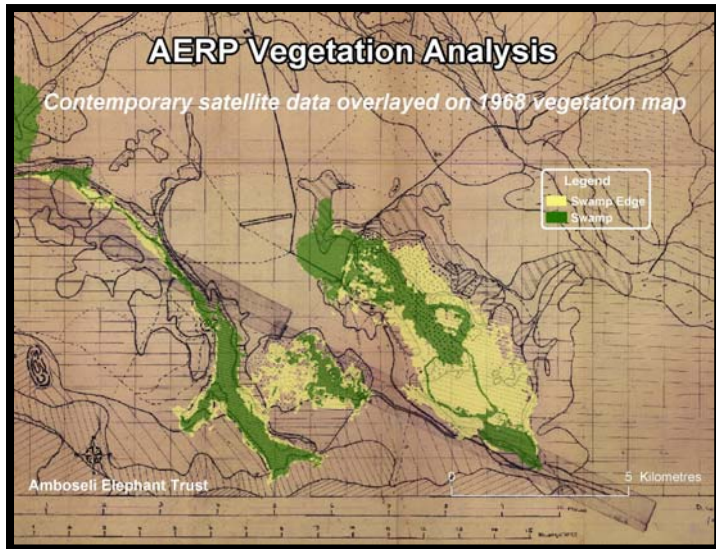 AERP Vegetation Analysis
Contemporary satellite data overlayed on 1968 vegetaton map
Legend
Swamp Edge
Swamp
Amboseli Elephant Trust
0 5 Kilometres